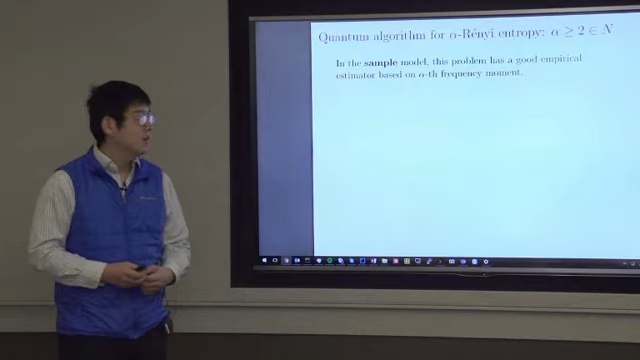 Quantum algorithm for α-Rényi entropy: α ≥ 2 ∈ N
In the sample model, this problem has a good empirical
estimator based on α-th frequency moment.